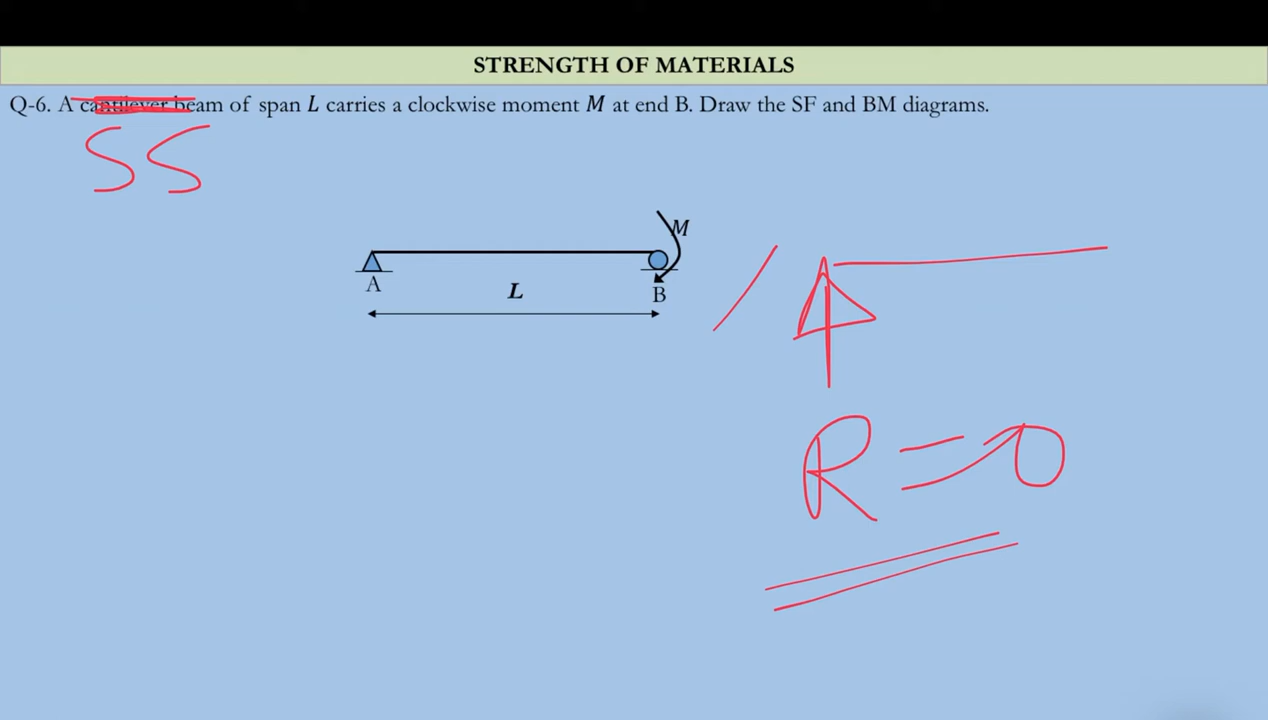 STRENGTH OF MATERIALS
Q-6. A cantilever beam of span L carries a clockwise moment M at end B. Draw the SF and BM diagrams.
SS
M
A
L
B
R = 0